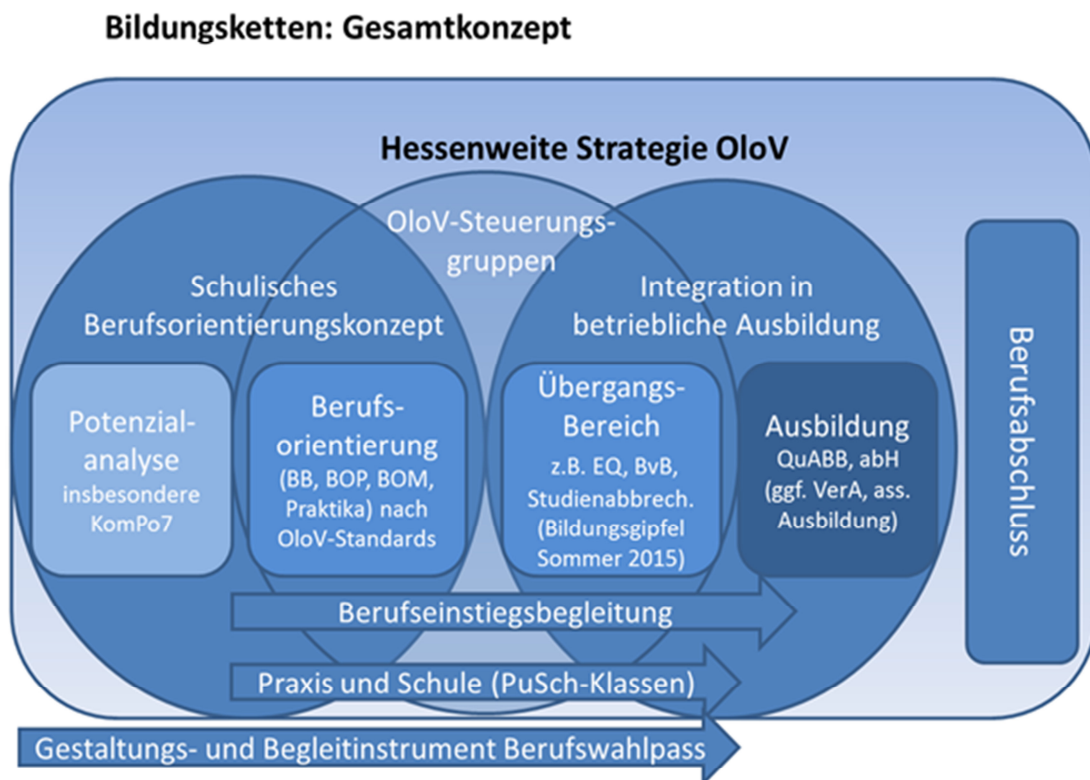 Bildungsketten: Gesamtkonzept
Hessenweite Strategie OloV
OloV-Steuerungs-
gruppen
Schulisches
Berufsorientierungskonzept
Integration in
betriebliche Ausbildung
Potenzial-
analyse
insbesondere
KomPo7
Berufs-
orientierung
(BB, BOP, BOM,
Praktika) nach
OloV-Standards
Übergangs-
Bereich
z.B. EQ, BvB,
Studienabbrech.
(Bildungsgipfel
Sommer 2015)
Ausbildung
QuABB, abH
(ggf. VerA, ass.
Ausbildung)
Berufsabschluss
Berufseinstiegsbegleitung
Praxis und Schule (PuSch-Klassen)
Gestaltungs- und Begleitinstrument Berufswahlpass